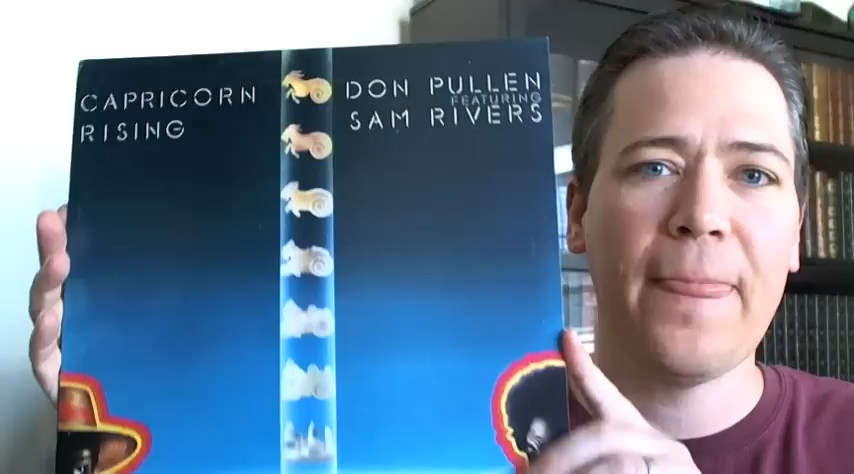 CAPRICORN
RISING
DON PULLEN
FEATURING
SAM RIVERS